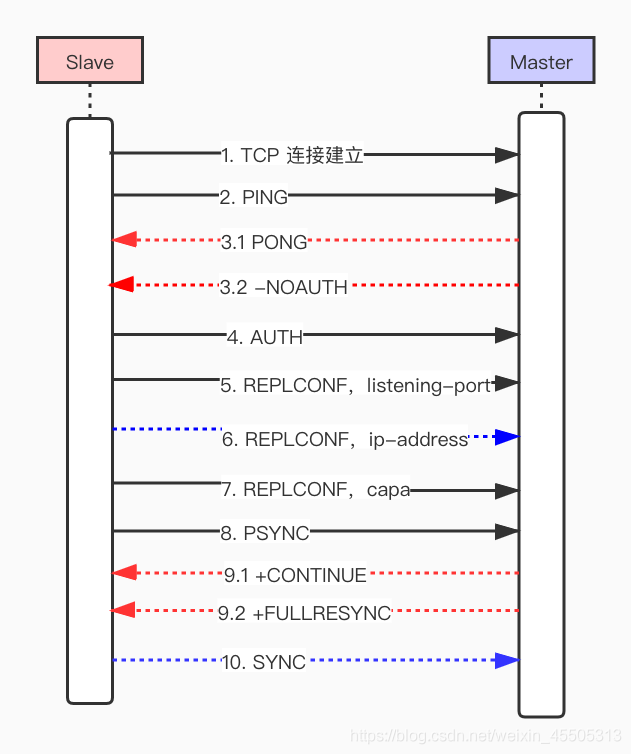 Slave
Master
1. TCP 连接建立
2. PING
3.1 PONG
3.2 -NOAUTH
4. AUTH
5. REPLCONF，listening-port
6. REPLCONF，ip-address
7. REPLCONF，capa
8. PSYNC
9.1 +CONTINUE
9.2 +FULLRESYNC
10. SYNC
https://blog.csdn.net/weixin_45505313